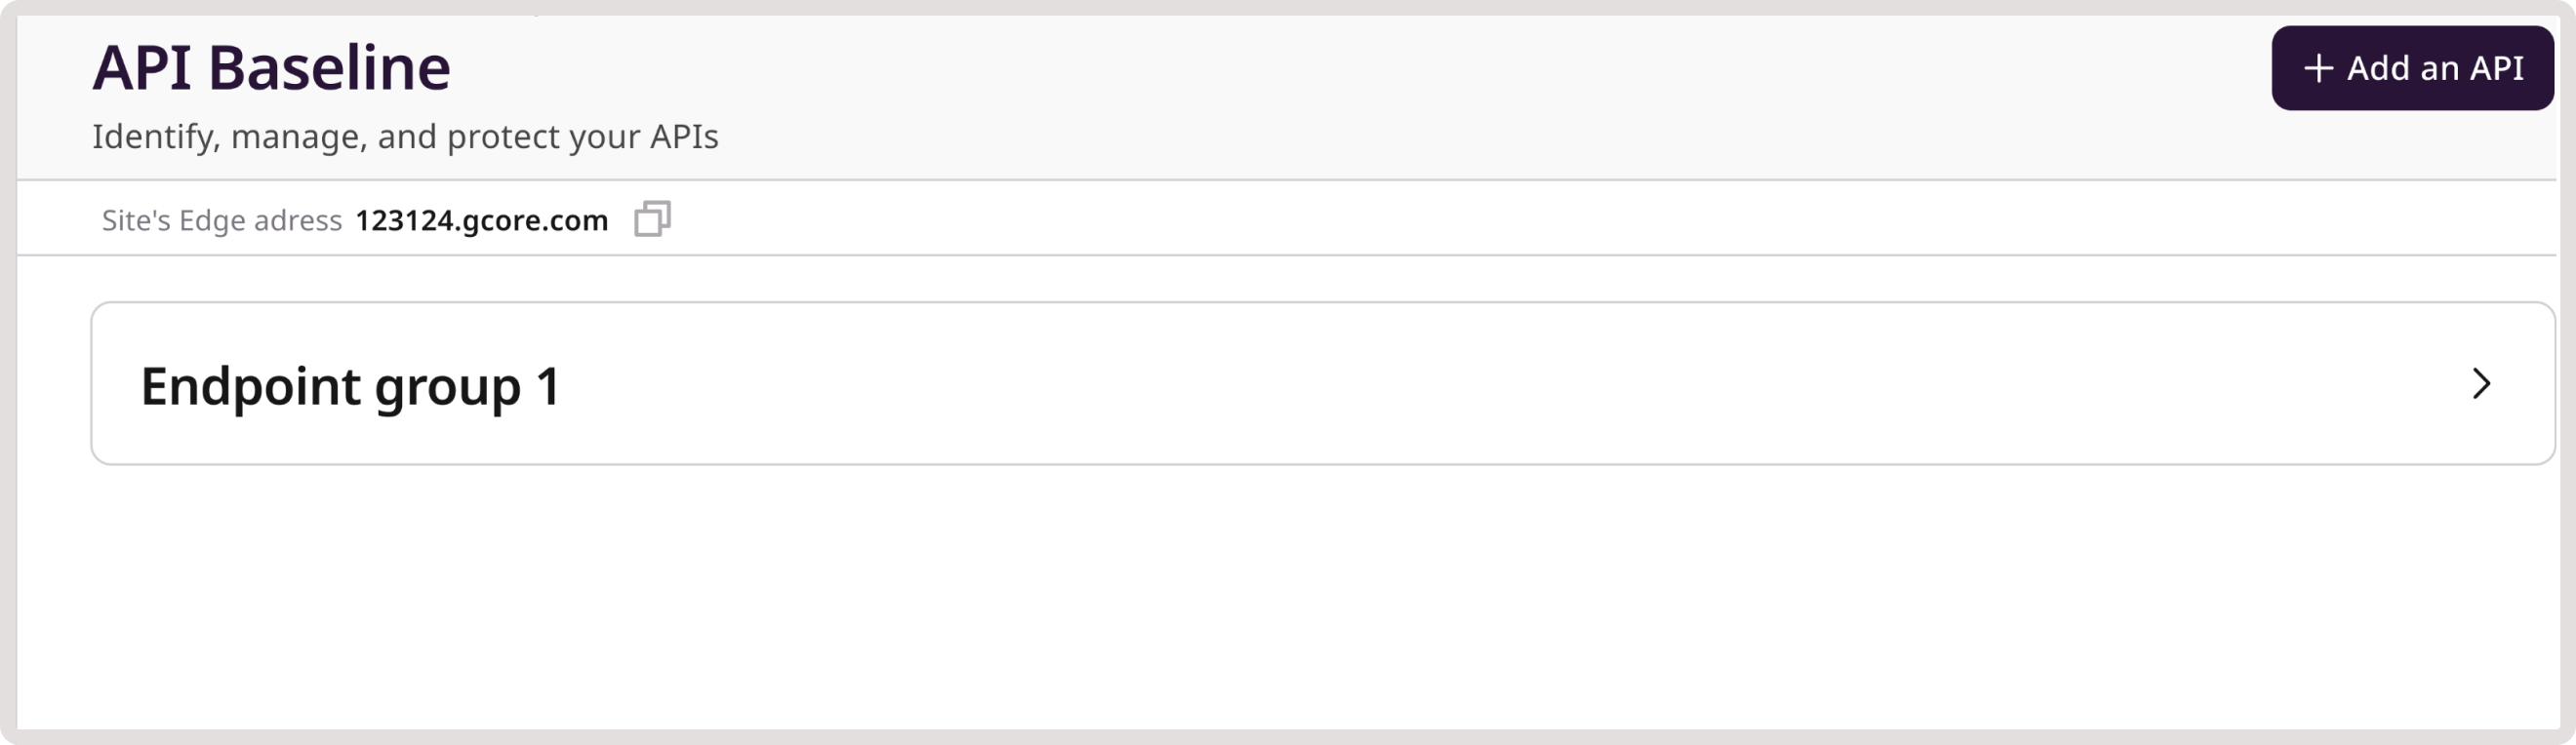 API Baseline
+ Add an API
Identify, manage, and protect your APIs
Site's Edge adress 123124.gcore.com
Endpoint group 1